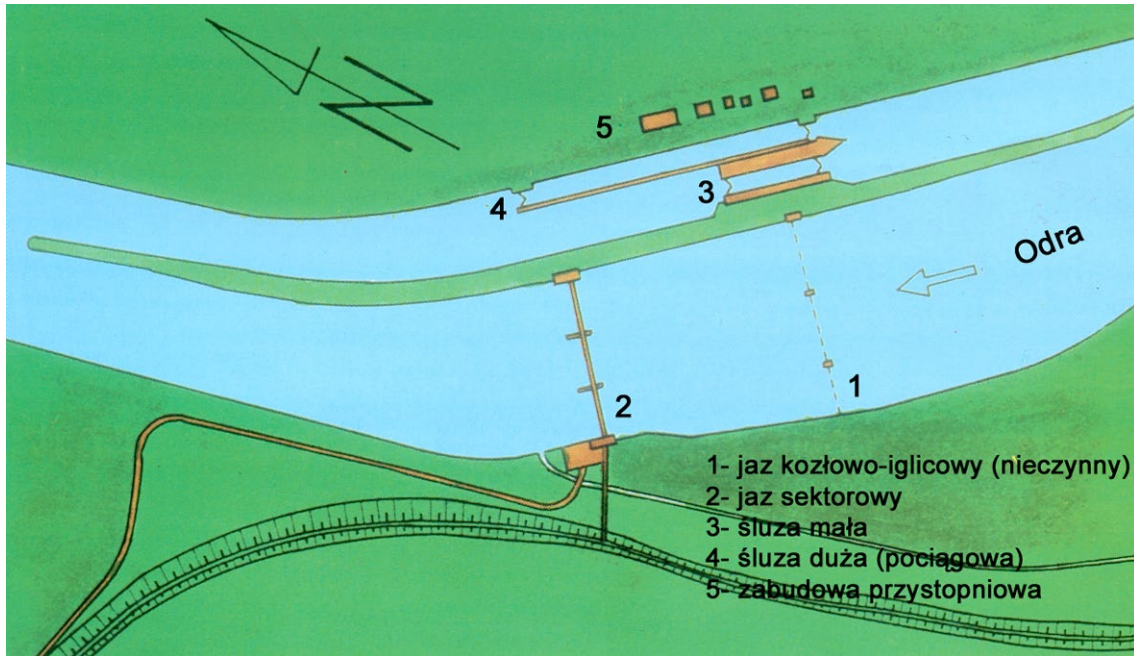 N
5
3
4
Odra
2
1
1- jaz kozłowo-iglicowy (nieczynny)
2- jaz sektorowy
3- śluza mała
4- śluza duża (pociągowa)
5- zabudowa przystopniowa